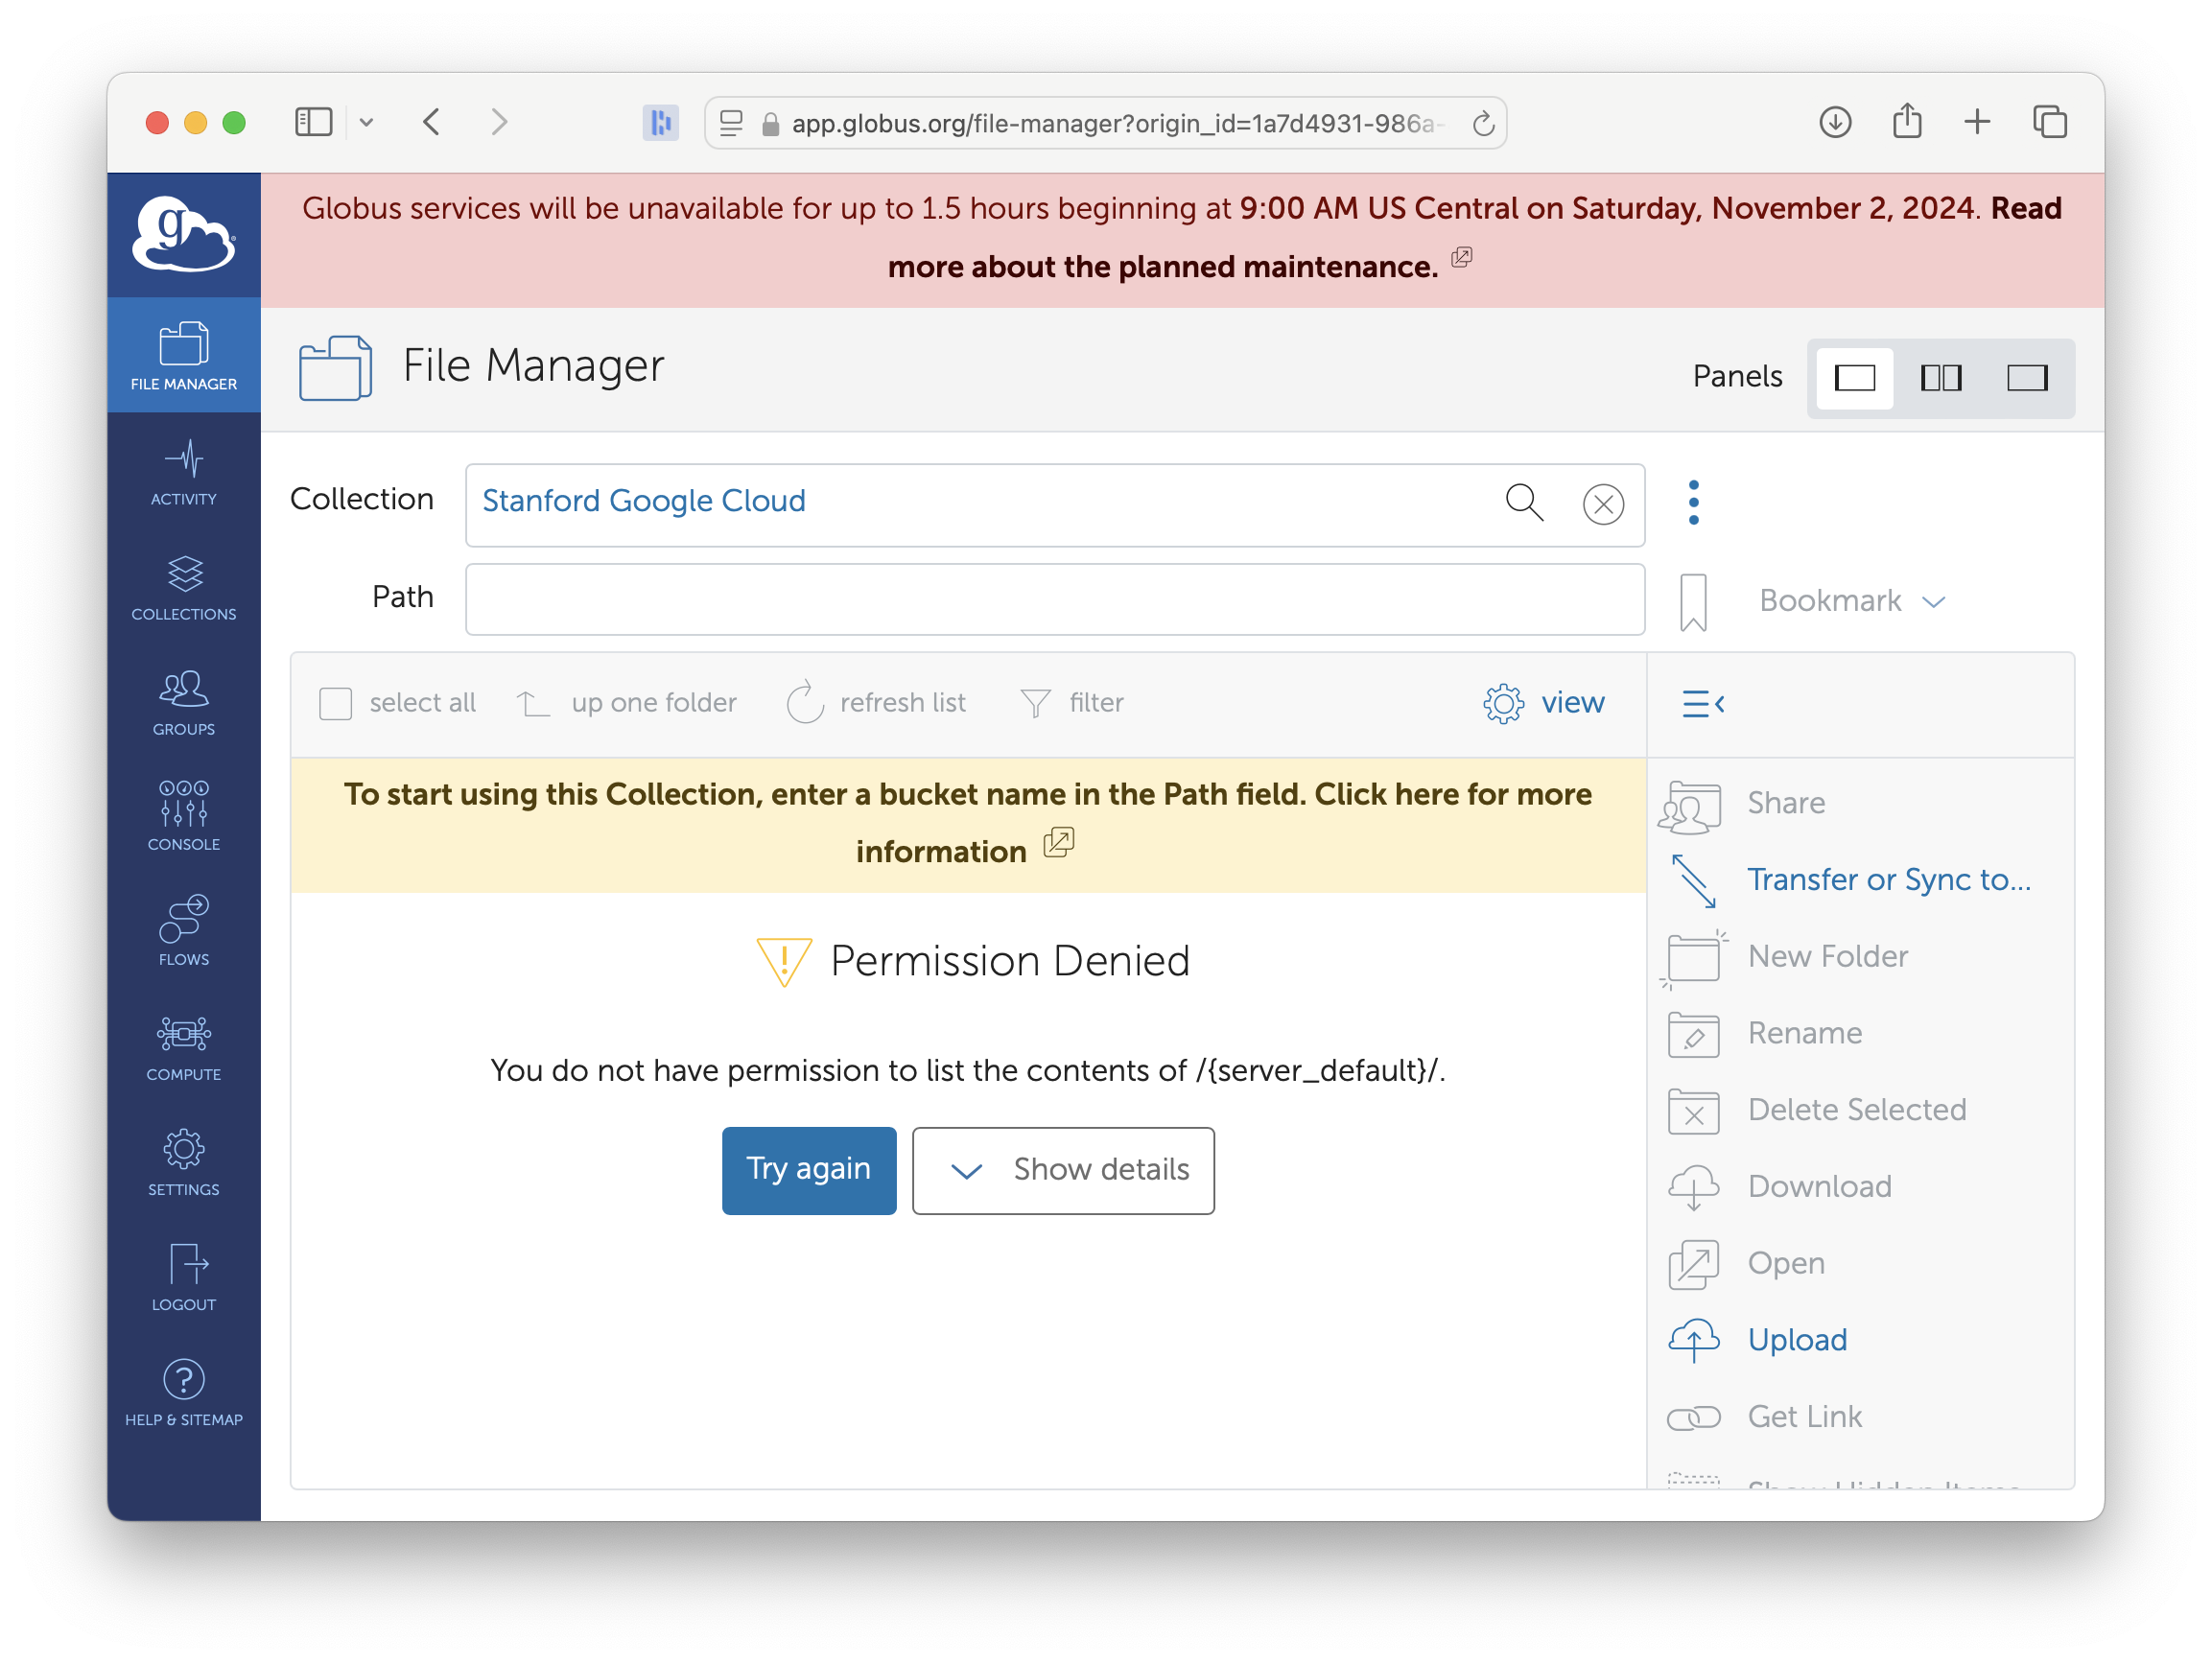 app.globus.org/file-manager?origin_id=1a7d4931-986a-
g
Globus services will be unavailable for up to 1.5 hours beginning at 9:00 AM US Central on Saturday, November 2, 2024. Read
more about the planned maintenance.
FILE MANAGER
ACTIVITY
COLLECTIONS
GROUPS
CONSOLE
FLOWS
COMPUTE
SETTINGS
LOGOUT
HELP & SITEMAP
File Manager
Panels
Collection
Stanford Google Cloud
Path
Bookmark
select all
up one folder
refresh list
filter
view
To start using this Collection, enter a bucket name in the Path field. Click here for more
information
Permission Denied
You do not have permission to list the contents of /{server_default}/.
Try again
Show details
Share
Transfer or Sync to...
New Folder
Rename
Delete Selected
Download
Open
Upload
Get Link
Show Hidden Items